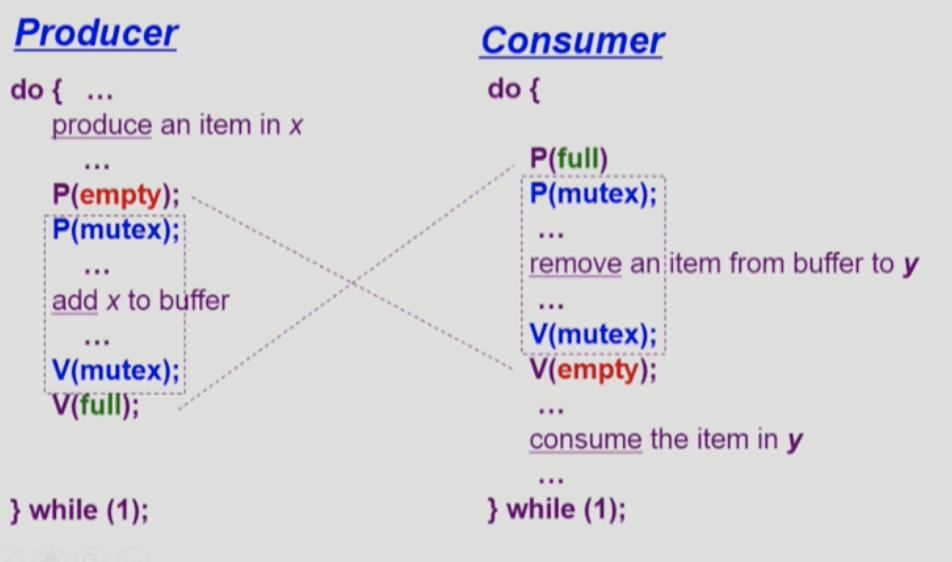 Producer
do { ...
produce an item in x
...
P(empty);
P(mutex);
...
add x to buffer
...
V(mutex);
V(full);
} while (1);
Consumer
do {
P(full)
P(mutex);
...
remove an item from buffer to y
...
V(mutex);
V(empty);
...
consume the item in y
...
} while (1);